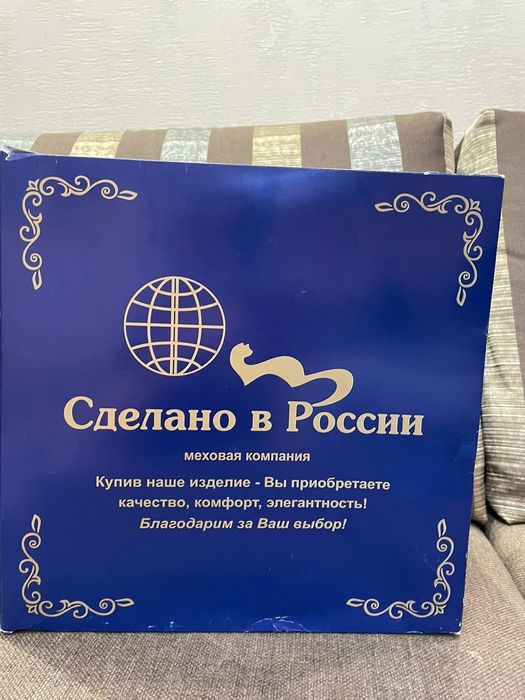 Сделано в России
меховая компания
Купив наше изделие - Вы приобретаете
качество, комфорт, элегантность!
Благодарим за Ваш выбор!